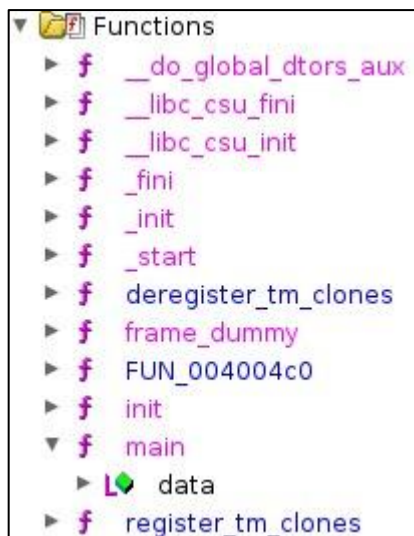 Functions
__do_global_dtors_aux
__libc_csu_fini
__libc_csu_init
_fini
_init
_start
deregister_tm_clones
frame_dummy
FUN_004004c0
init
main
data
register_tm_clones